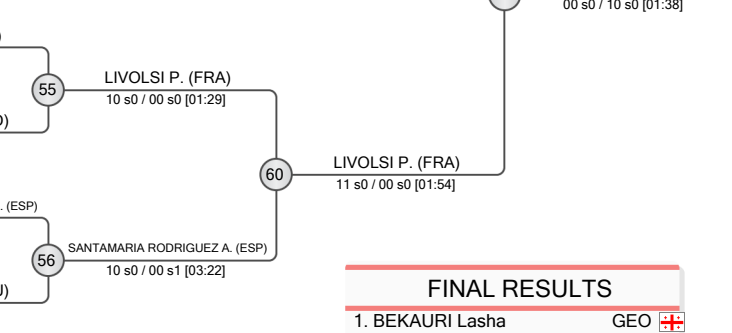 00 s0 / 10 s0 [01:38]
)
55
LIVOLSI P. (FRA)
10 s0 / 00 s0 [01:29]
)
60
LIVOLSI P. (FRA)
11 s0 / 00 s0 [01:54]
. (ESP)
56
SANTAMARIA RODRIGUEZ A. (ESP)
10 s0 / 00 s1 [03:22]
)
FINAL RESULTS
1. BEKAURI Lasha GEO